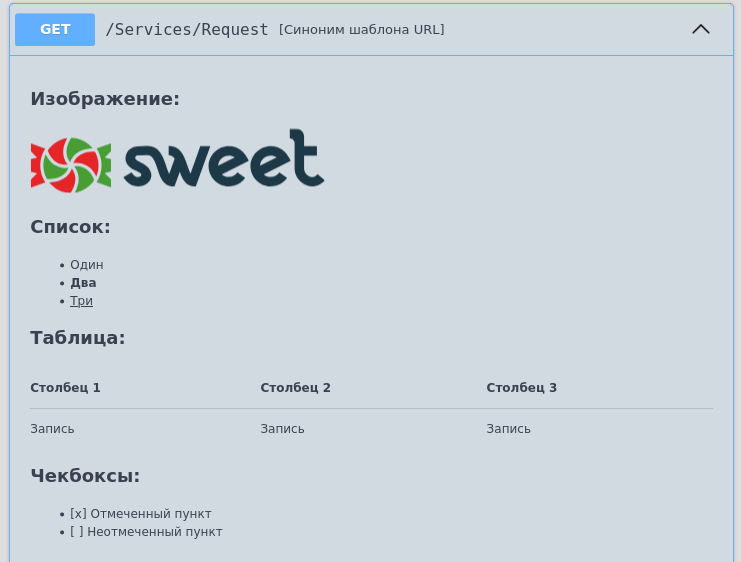 GET /Services/Request [Синоним шаблона URL]
Изображение:
sweet
Список:
• Один
• Два
• Три
Таблица:
Столбец 1 Столбец 2 Столбец 3
Запись Запись Запись
Чекбоксы:
• [x] Отмеченный пункт
• [ ] Неотмеченный пункт